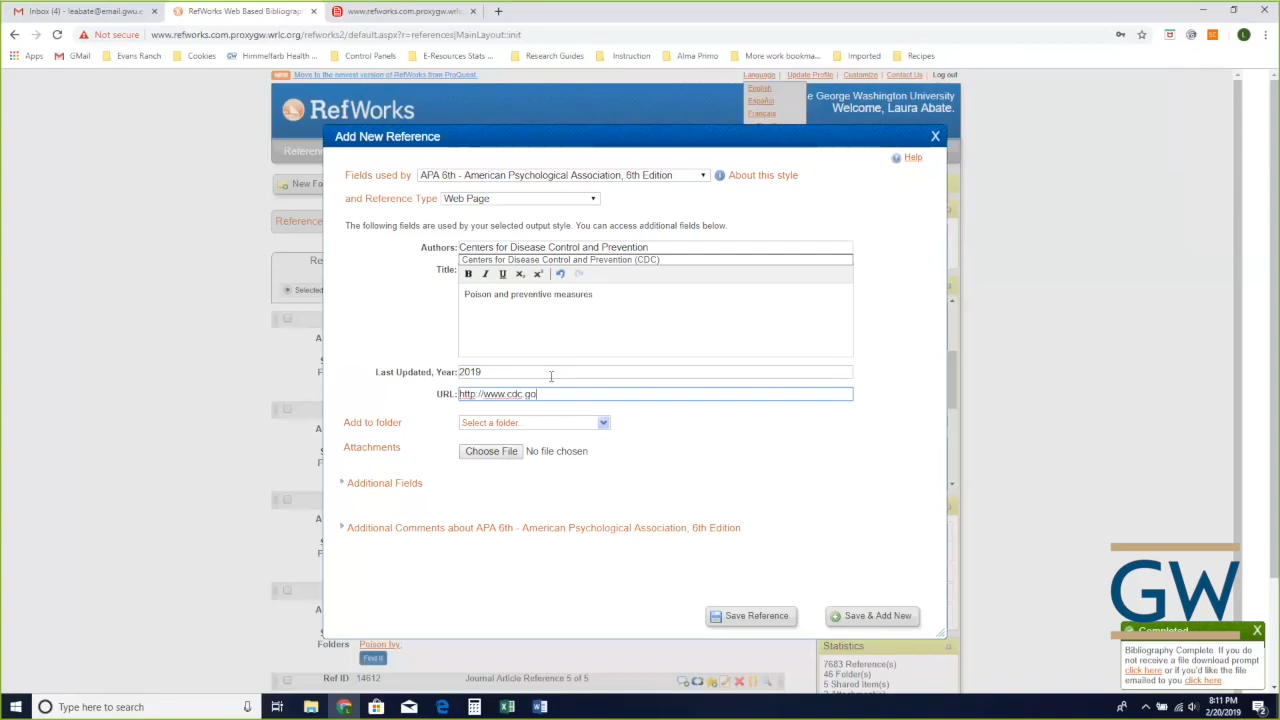 Inbox (4) - leabate@email.gwu.c
RefWorks Web Based Bibliograp
www.refworks.com.proxygw.wrlc.
Not secure
www.refworks.com.proxygw.wrlc.org/refworks2/default.aspx?r=references|MainLayout::init
Apps
GMail
Evans Ranch
Cookies
Himmelfarb Health ...
Control Panels
E-Resources Stats ...
Research Guides
Instruction
Alma Primo
More work bookma...
Imported
Recipes
NEW Move to the newest version of RefWorks from ProQuest.
Language | Update Profile | Customize | Contact Us | Log out
English
Español
Français
RefWorks
e George Washington University
Welcome, Laura Abate.
Referen
New Fo
Reference
Re
Selected
Add New Reference
X
Help
Fields used by APA 6th - American Psychological Association, 6th Edition About this style
and Reference Type Web Page
The following fields are used by your selected output style. You can access additional fields below.
Authors: Centers for Disease Control and Prevention
Centers for Disease Control and Prevention (CDC)
Title:
B I U
Poison and preventive measures
Last Updated, Year: 2019
URL: http://www.cdc.go
Add to folder Select a folder..
Attachments Choose File No file chosen
Additional Fields
Additional Comments about APA 6th - American Psychological Association, 6th Edition
Save Reference
Save & Add New
Folders Poison Ivy;
Find It
Ref ID 14612 Journal Article Reference 5 of 5
Statistics
7683 Reference(s)
46 Folder(s)
5 Shared Item(s)
GW
Completed X
Bibliography Complete. If you do
not receive a file download prompt
click here or if you'd like the file
emailed to you click here.
Type here to search
8:11 PM
2/20/2019